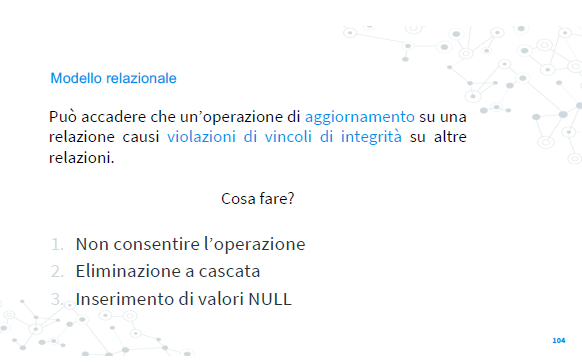 Modello relazionale
Può accadere che un'operazione di aggiornamento su una
relazione causi violazioni di vincoli di integrità su altre
relazioni.
Cosa fare?
1. Non consentire l'operazione
2. Eliminazione a cascata
3. Inserimento di valori NULL
104